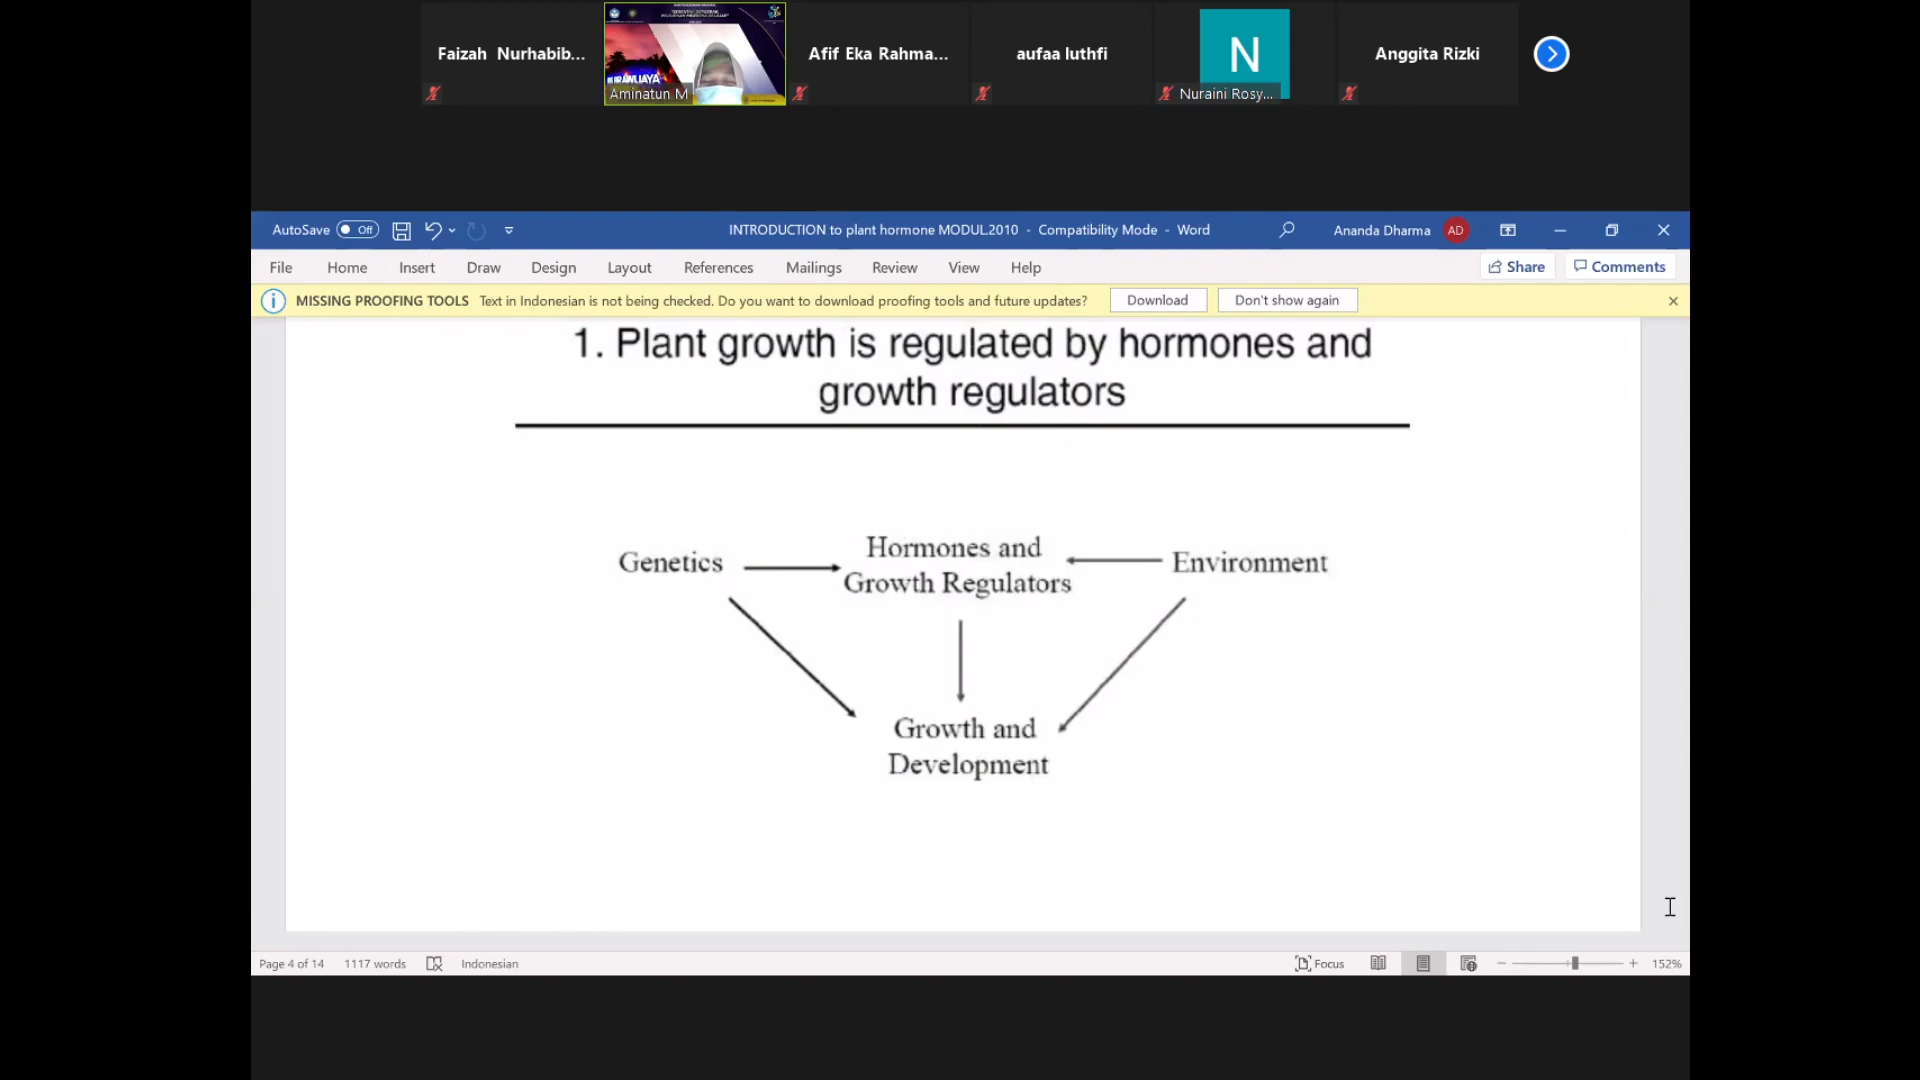 Faizah Nurhabib...
Aminatun M
Afif Eka Rahma...
aufaa luthfi
N
Nuraini Rosy...
Anggita Rizki
AutoSave Off
INTRODUCTION to plant hormone MODUL.2010 - Compatibility Mode - Word
Ananda Dharma AD
File Home Insert Draw Design Layout References Mailings Review View Help
Share Comments
MISSING PROOFING TOOLS Text in Indonesian is not being checked. Do you want to download proofing tools and future updates? Download Don't show again
1. Plant growth is regulated by hormones and
growth regulators
Genetics
Hormones and
Growth Regulators
Environment
Growth and
Development
Page 4 of 14 1117 words Indonesian Focus 152%